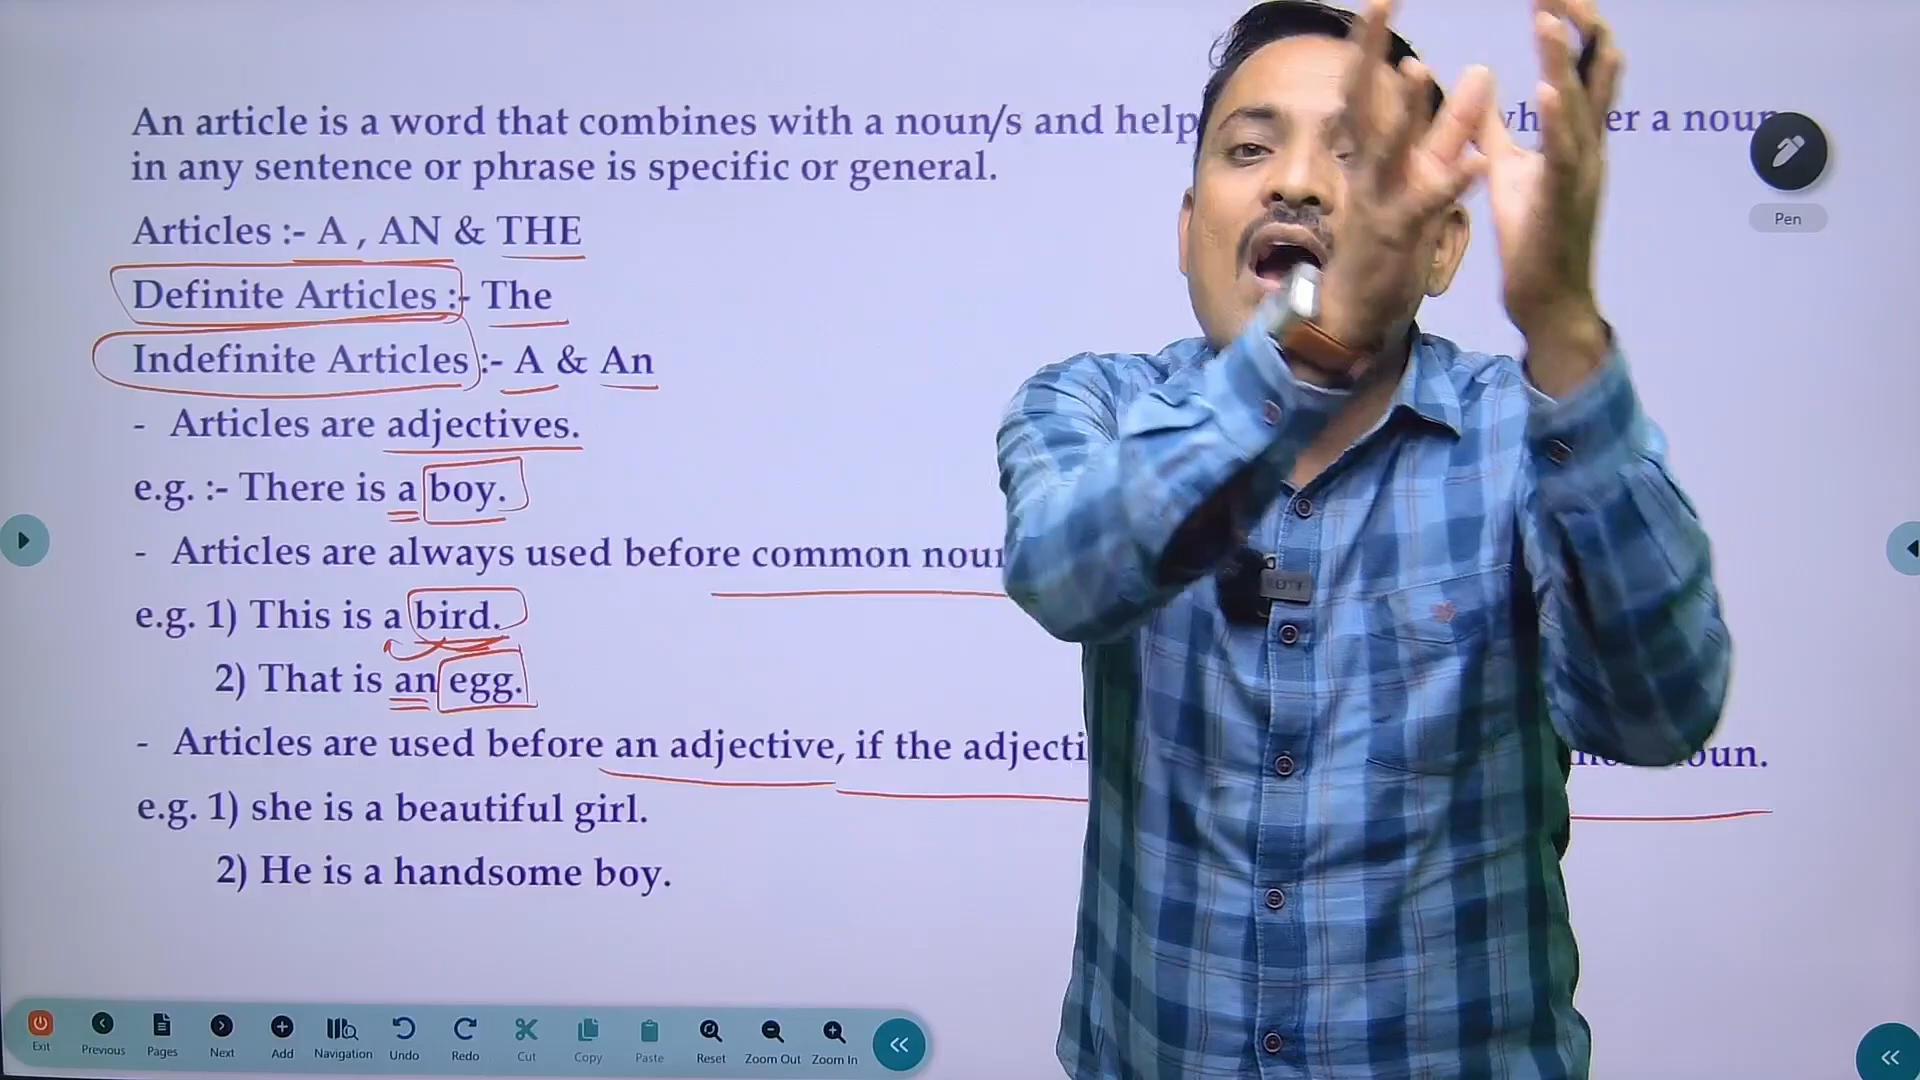 An article is a word that combines with a noun/s and help er a noun
in any sentence or phrase is specific or general.
Articles :- A , AN & THE
Definite Articles :- The
Indefinite Articles :- A & An
- Articles are adjectives.
e.g. :- There is a boy.
- Articles are always used before common
e.g. 1) This is a bird.
2) That is an egg.
- Articles are used before an adjective, if the noun.
e.g. 1) she is a beautiful girl.
2) He is a handsome boy.
Pen
Exit Previous Pages Next Add Navigation Undo Redo Cut Copy Paste Reset Zoom Out Zoom In